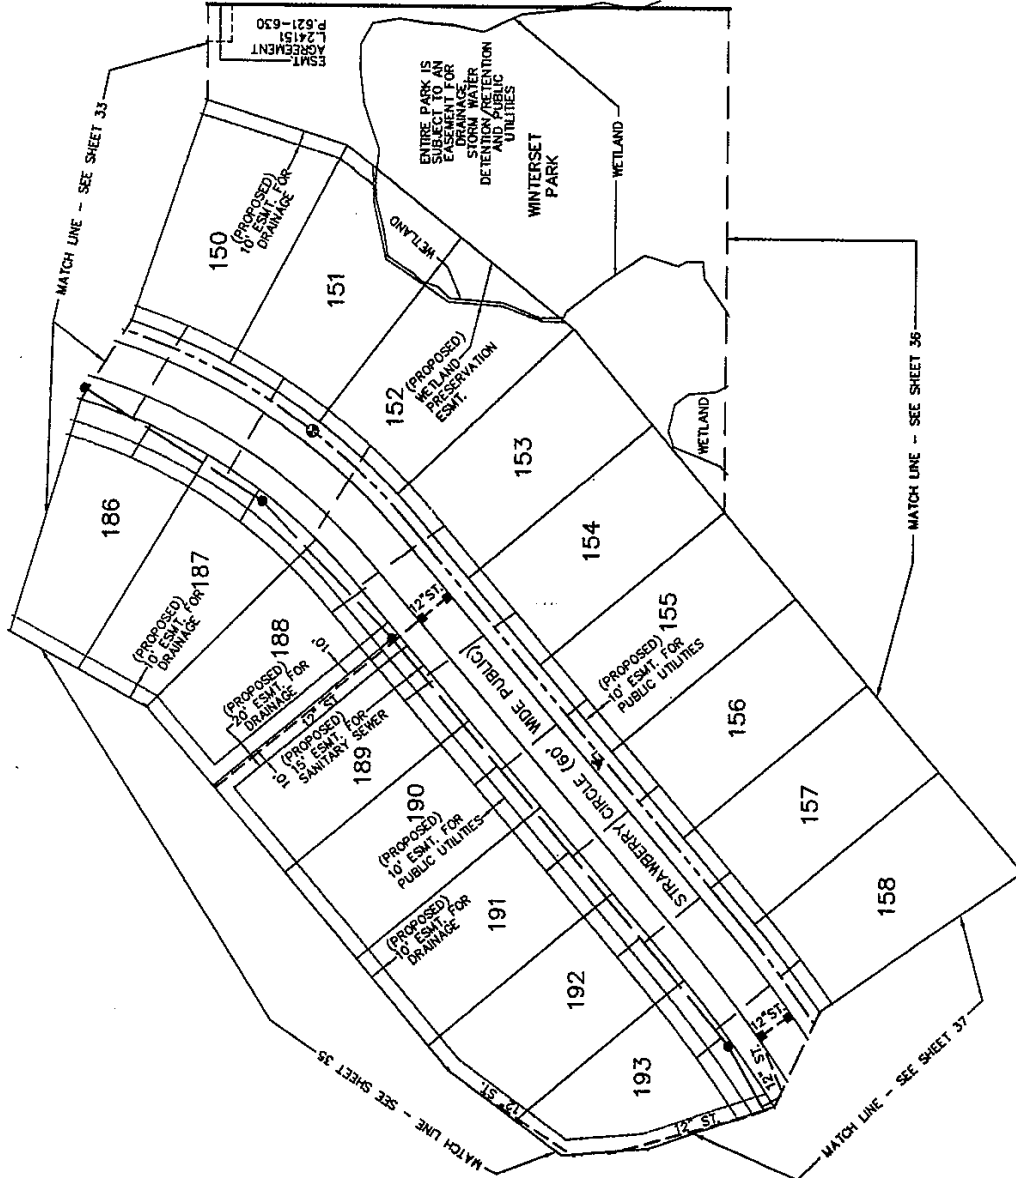 MATCH LINE - SEE SHEET 33
ESMT.
AGREEMENT
L.24151
P.621-630
ENTIRE PARK IS
SUBJECT TO AN
EASEMENT FOR
DRAINAGE,
STORM WATER
DETENTION/RETENTION
AND PUBLIC
UTILITIES
WINTERSET
PARK
WETLAND
WETLAND
WETLAND
150
(PROPOSED)
10' ESMT. FOR
DRAINAGE
151
152
(PROPOSED)
WETLAND
PRESERVATION
ESMT.
153
154
155
(PROPOSED)
10' ESMT. FOR
PUBLIC UTILITIES
156
157
158
MATCH LINE - SEE SHEET 36
186
187
(PROPOSED)
10' ESMT. FOR
DRAINAGE
188
(PROPOSED)
20' ESMT. FOR
DRAINAGE
10'
10'
12" ST.
(PROPOSED)
15' ESMT. FOR
SANITARY SEWER
189
190
(PROPOSED)
10' ESMT. FOR
PUBLIC UTILITIES
191
(PROPOSED)
10' ESMT. FOR
DRAINAGE
192
193
12" ST.
STRAWBERRY CIRCLE (60' WIDE PUBLIC)
12" ST.
12" ST.
12" ST.
12" ST.
MATCH LINE - SEE SHEET 35
MATCH LINE - SEE SHEET 37